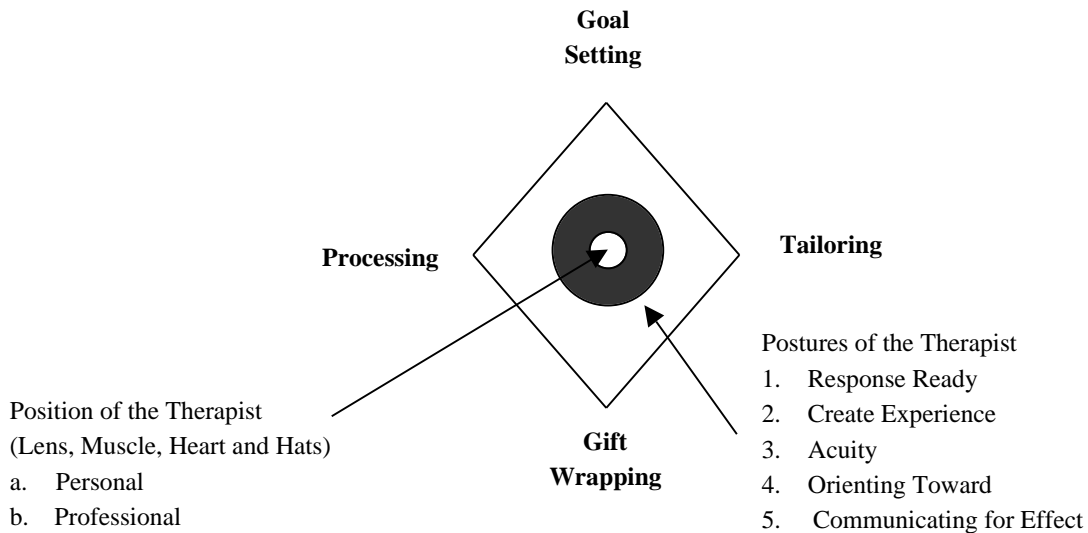 Goal
Setting
Processing
Tailoring
Gift
Wrapping
Position of the Therapist
(Lens, Muscle, Heart and Hats)
a. Personal
b. Professional
Postures of the Therapist
1. Response Ready
2. Create Experience
3. Acuity
4. Orienting Toward
5. Communicating for Effect